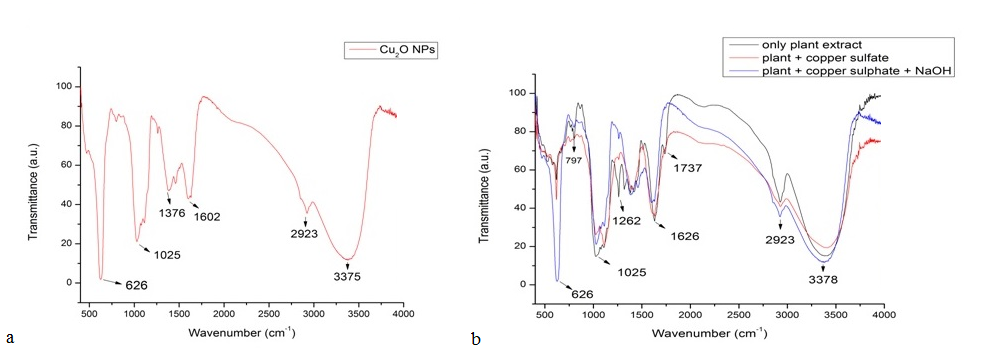 Cu2O NPs
100
80
60
40
20
0
Transmittance (a.u.)
1376
1602
1025
626
2923
3375
500 1000 1500 2000 2500 3000 3500 4000
Wavenumber (cm-1)
a
only plant extract
plant + copper sulfate
plant + copper sulphate + NaOH
100
80
60
40
20
0
Transmittance (a.u.)
797
1737
1262
1626
1025
626
2923
3378
500 1000 1500 2000 2500 3000 3500 4000
Wavenumber (cm-1)
b